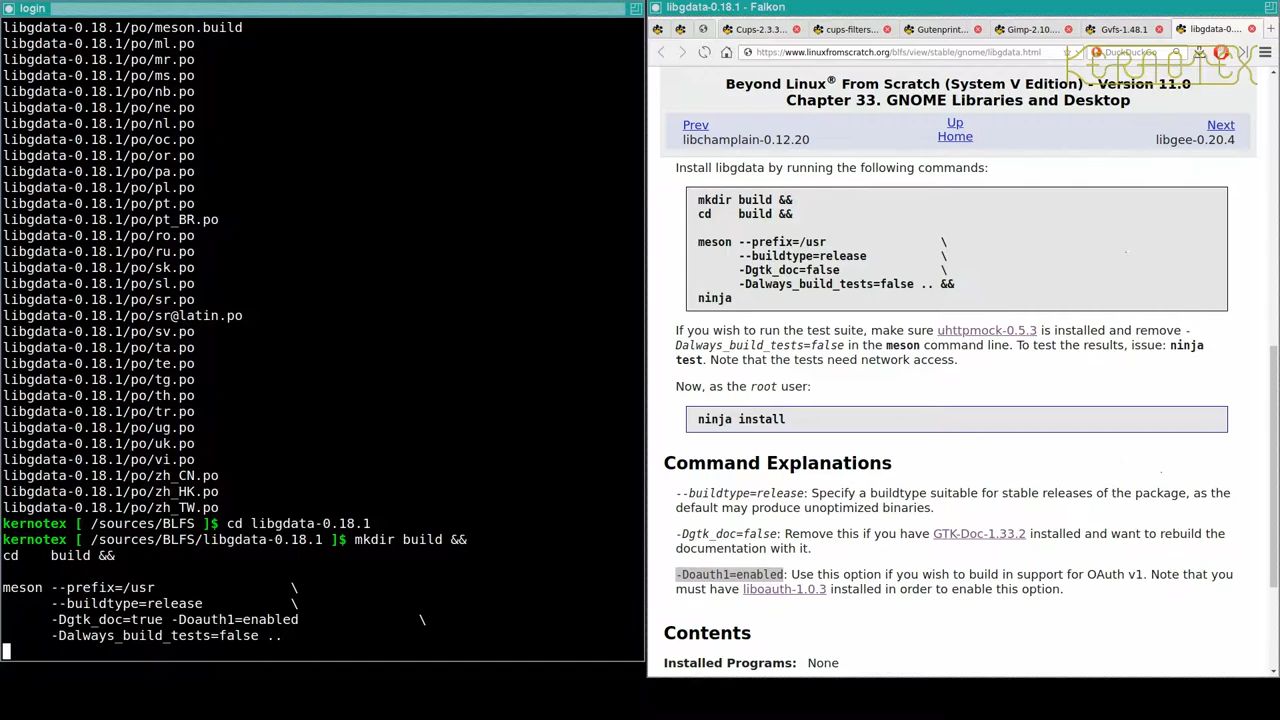 login
libgdata-0.18.1/po/meson.build
libgdata-0.18.1/po/ml.po
libgdata-0.18.1/po/mr.po
libgdata-0.18.1/po/ms.po
libgdata-0.18.1/po/nb.po
libgdata-0.18.1/po/ne.po
libgdata-0.18.1/po/nl.po
libgdata-0.18.1/po/oc.po
libgdata-0.18.1/po/or.po
libgdata-0.18.1/po/pa.po
libgdata-0.18.1/po/pl.po
libgdata-0.18.1/po/pt.po
libgdata-0.18.1/po/pt_BR.po
libgdata-0.18.1/po/ro.po
libgdata-0.18.1/po/ru.po
libgdata-0.18.1/po/sk.po
libgdata-0.18.1/po/sl.po
libgdata-0.18.1/po/sr.po
libgdata-0.18.1/po/sr@latin.po
libgdata-0.18.1/po/sv.po
libgdata-0.18.1/po/ta.po
libgdata-0.18.1/po/te.po
libgdata-0.18.1/po/tg.po
libgdata-0.18.1/po/th.po
libgdata-0.18.1/po/tr.po
libgdata-0.18.1/po/ug.po
libgdata-0.18.1/po/uk.po
libgdata-0.18.1/po/vi.po
libgdata-0.18.1/po/zh_CN.po
libgdata-0.18.1/po/zh_HK.po
libgdata-0.18.1/po/zh_TW.po
kernotex [ /sources/BLFS ]$ cd libgdata-0.18.1
kernotex [ /sources/BLFS/libgdata-0.18.1 ]$ mkdir build &&
cd    build &&
meson --prefix=/usr                 \
--buildtype=release           \
-Dgtk_doc=true -Doauth1=enabled               \
-Dalways_build_tests=false ..
libgdata-0.18.1 - Falkon
Cups-2.3.3... cups-filters... Gutenprint... Gimp-2.10.... Gvfs-1.48.1 libgdata-0....
https://www.linuxfromscratch.org/blfs/view/stable/gnome/libgdata.html DuckDuckGo
KERNOTEX
Beyond Linux® From Scratch (System V Edition) - Version 11.0
Chapter 33. GNOME Libraries and Desktop
Prev Up Next
libchamplain-0.12.20 Home libgee-0.20.4
Install libgdata by running the following commands:
mkdir build &&
cd    build &&
meson --prefix=/usr                 \
--buildtype=release           \
-Dgtk_doc=false               \
-Dalways_build_tests=false .. &&
ninja
If you wish to run the test suite, make sure uhttpmock-0.5.3 is installed and remove -
Dalways_build_tests=false in the meson command line. To test the results, issue: ninja
test. Note that the tests need network access.
Now, as the root user:
ninja install
Command Explanations
--buildtype=release: Specify a buildtype suitable for stable releases of the package, as the
default may produce unoptimized binaries.
-Dgtk_doc=false: Remove this if you have GTK-Doc-1.33.2 installed and want to rebuild the
documentation with it.
-Doauth1=enabled: Use this option if you wish to build in support for OAuth v1. Note that you
must have liboauth-1.0.3 installed in order to enable this option.
Contents
Installed Programs: None